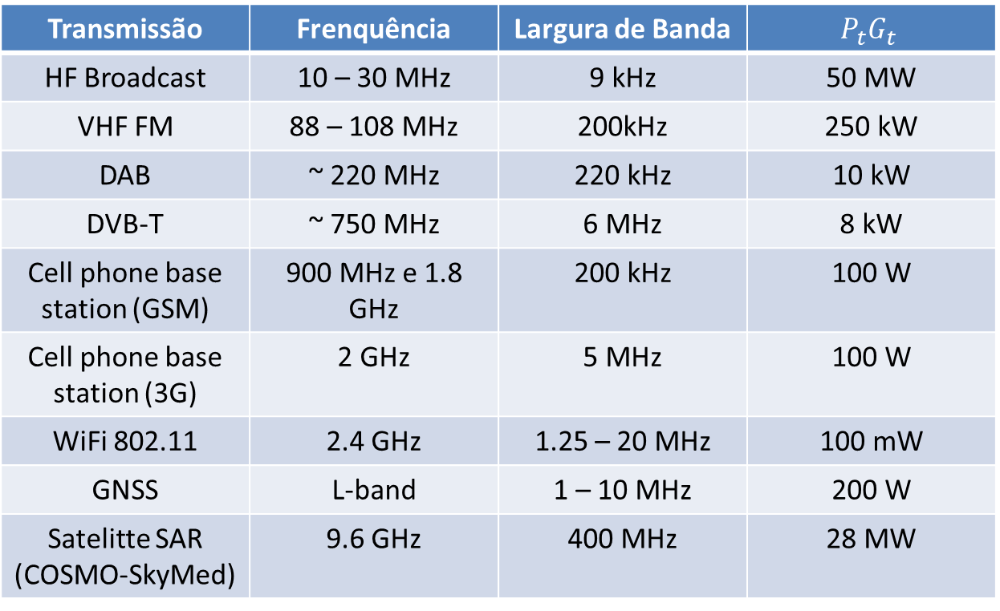 Transmissão Frenquência Largura de Banda PₜGₜ
HF Broadcast 10 – 30 MHz 9 kHz 50 MW
VHF FM 88 – 108 MHz 200kHz 250 kW
DAB ~ 220 MHz 220 kHz 10 kW
DVB-T ~ 750 MHz 6 MHz 8 kW
Cell phone base 900 MHz e 1.8 200 kHz 100 W
station (GSM) GHz
Cell phone base 2 GHz 5 MHz 100 W
station (3G)
WiFi 802.11 2.4 GHz 1.25 – 20 MHz 100 mW
GNSS L-band 1 – 10 MHz 200 W
Satelitte SAR 9.6 GHz 400 MHz 28 MW
(COSMO-SkyMed)